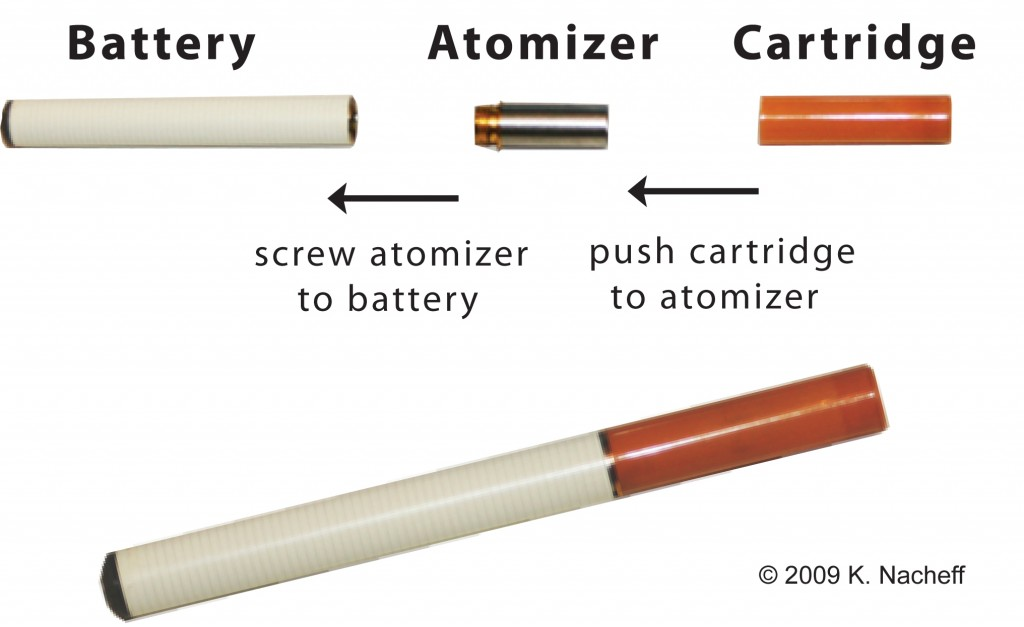 Battery Atomizer Cartridge
screw atomizer
to battery
push cartridge
to atomizer
© 2009 K. Nacheff